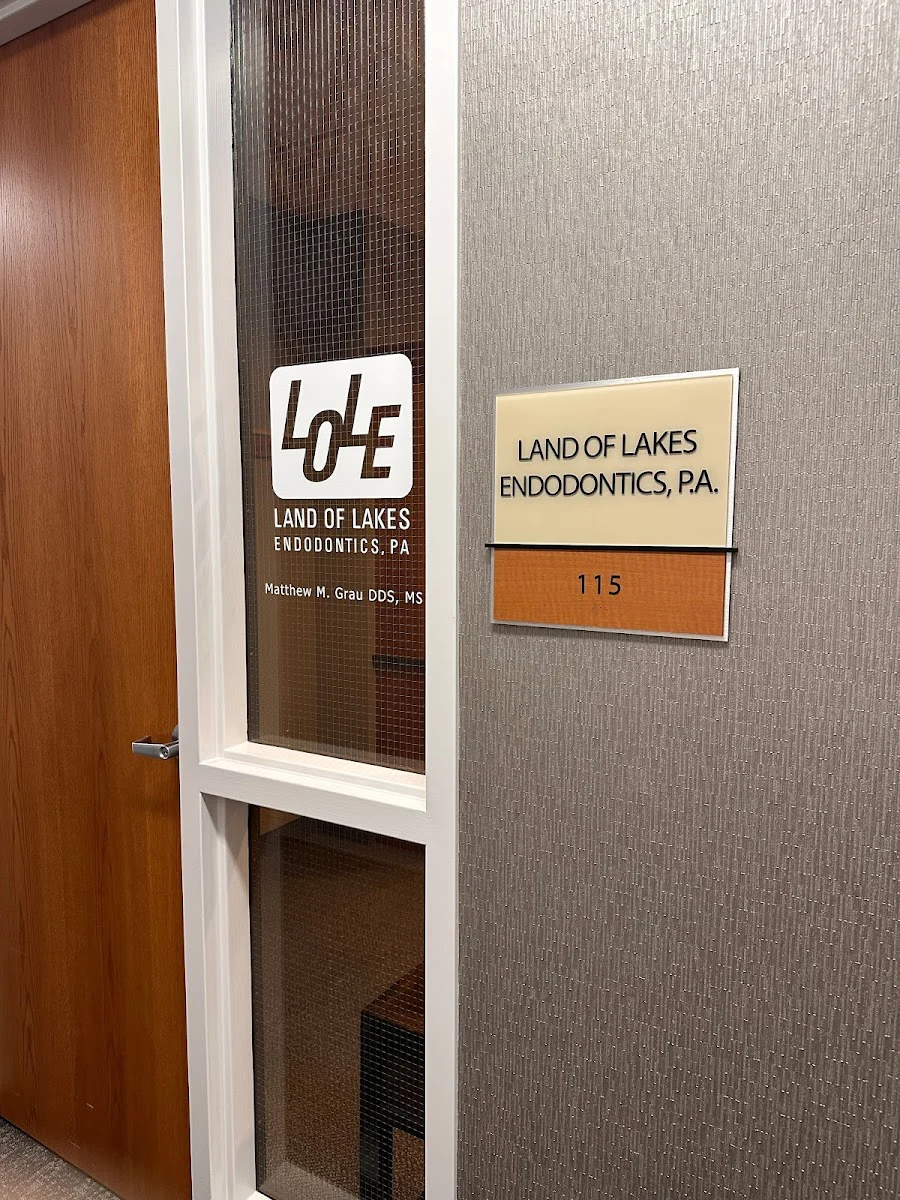 LOLE
LAND OF LAKES
ENDODONTICS, PA
Matthew M. Grau DDS, MS
LAND OF LAKES
ENDODONTICS, P.A.
115